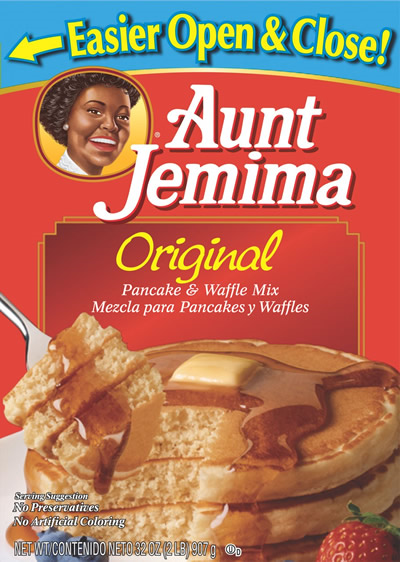 Easier Open & Close!
Aunt
Jemima
®
Original
Pancake & Waffle Mix
Mezcla para Pancakes y Waffles
Serving Suggestion
No Preservatives
No Artificial Coloring
NET WT/CONTENIDO NETO 32 OZ (2 LB) 907 g Ⓤ D